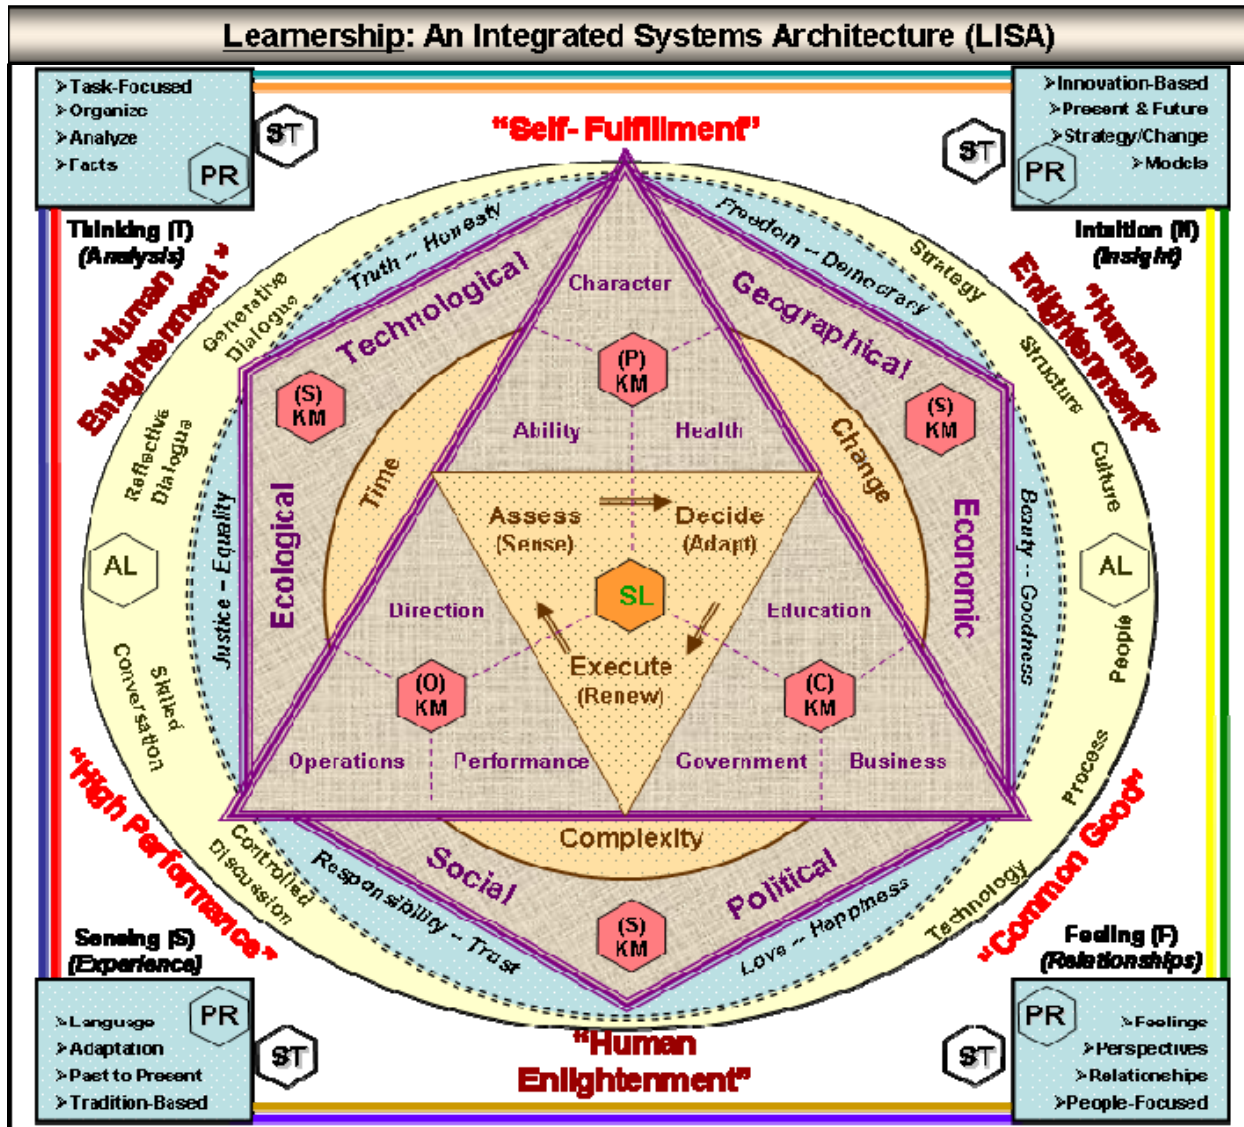 Learnership: An Integrated Systems Architecture (LISA)
➢Task-Focused
➢Organize
➢Analyze
➢Facts
PR
ST
"Self- Fulfillment"
ST
➢Innovation-Based
➢Present & Future
➢Strategy/Change
➢Models
PR
Thinking (T)
(Analysis)
Intuition (N)
(Insight)
"Human
Enlightenment "
"Human
Enlightenment"
Generative
Dialogue
Reflective
Dialogue
AL
Skilled
Conversation
Controlled
Discussion
Strategy
Structure
Culture
AL
People
Process
Technology
Truth -- Honesty
Freedom -- Democracy
Justice - Equality
Beauty -- Goodness
Responsibility -- Trust
Love -- Happiness
Technological
Geographical
Ecological
Economic
Social
Political
(S)
KM
(S)
KM
(S)
KM
Time
Change
Complexity
Character
(P)
KM
Ability
Health
Assess
(Sense)
Decide
(Adapt)
SL
Execute
(Renew)
Direction
(O)
KM
Operations
Performance
Education
(C)
KM
Government
Business
"High Performance"
"Common Good"
"Human
Enlightenment"
Sensing (S)
(Experience)
Feeling (F)
(Relationships)
PR
➢Language
➢Adaptation
➢Past to Present
➢Tradition-Based
ST
ST
PR
➢Feelings
➢Perspectives
➢Relationships
➢People-Focused